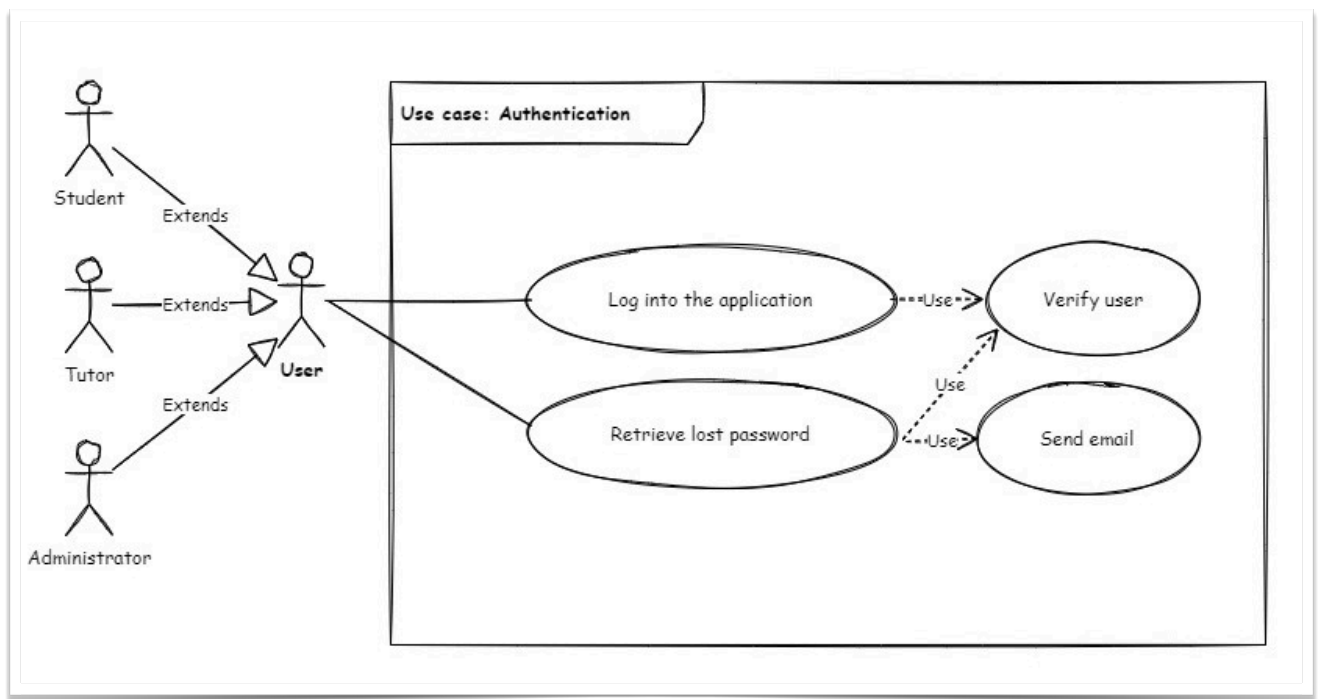 Use case: Authentication
Student
Extends
Tutor
Extends
User
Extends
Administrator
Log into the application
Use
Verify user
Use
Retrieve lost password
Use
Send email